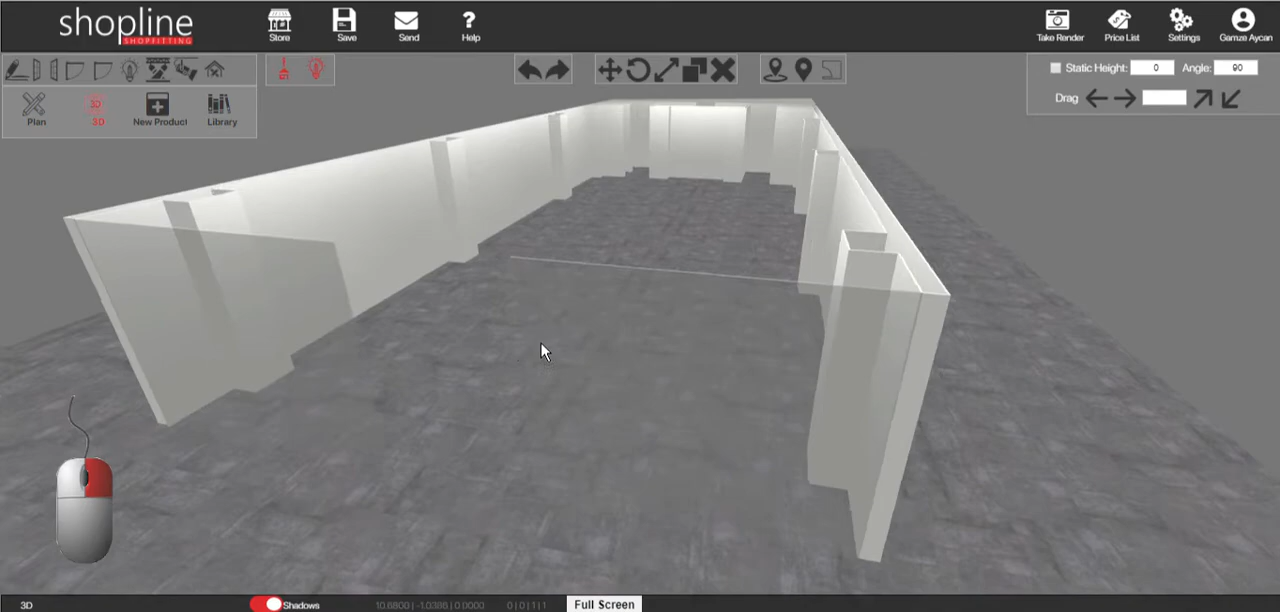 shopline
SHOPFITTING
Store
Save
Send
Help
Take Render
Price List
Settings
Gamze Aycan
Static Height: 0 Angle: 90
Drag
Plan
3D
3D
New Product
Library
3D
Shadows
10.6800 | -1.0386 | 0.0000
0 | 0 | 1 | 1
Full Screen